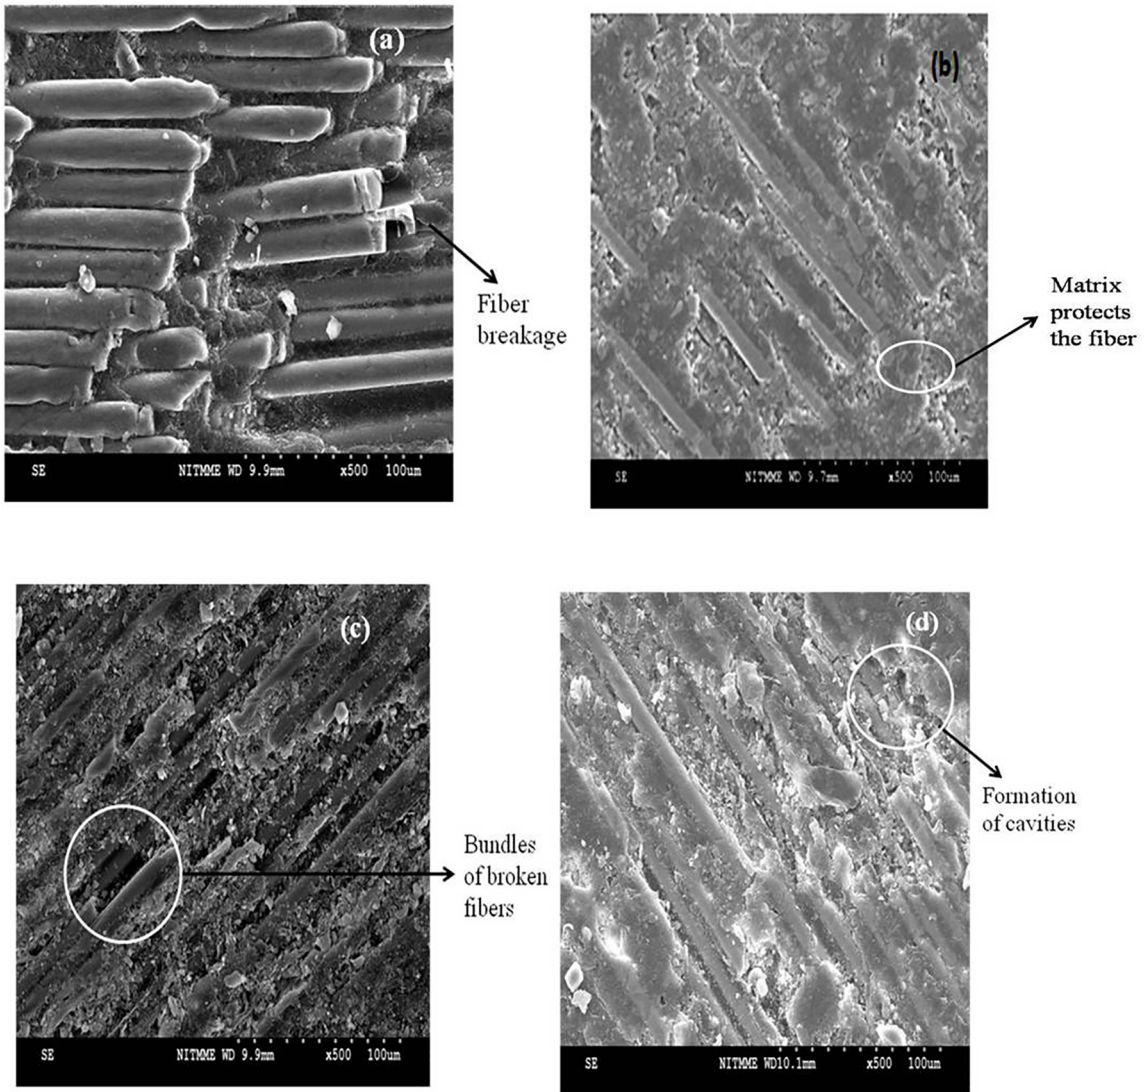 (a)
Fiber
breakage
SE NITMME WD 9.9mm x500 100um
(b)
Matrix
protects
the fiber
SE NITMME WD 9.7mm x500 100um
(c)
Bundles
of broken
fibers
SE NITMME WD 9.9mm x500 100um
(d)
Formation
of cavities
SE NITMME WD10.1mm x500 100um